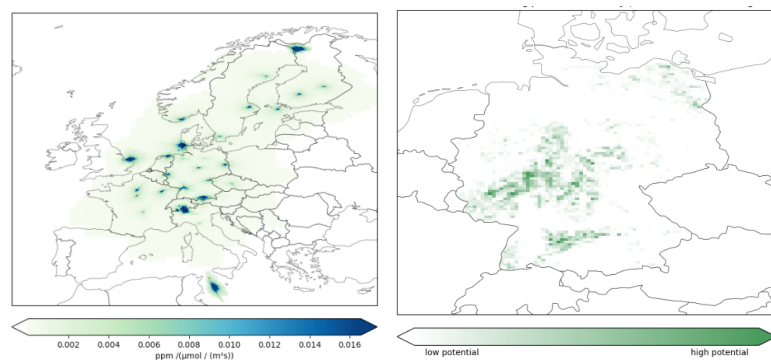 0.002 0.004 0.006 0.008 0.010 0.012 0.014 0.016
ppm /(μmol / (m²s))
low potential high potential